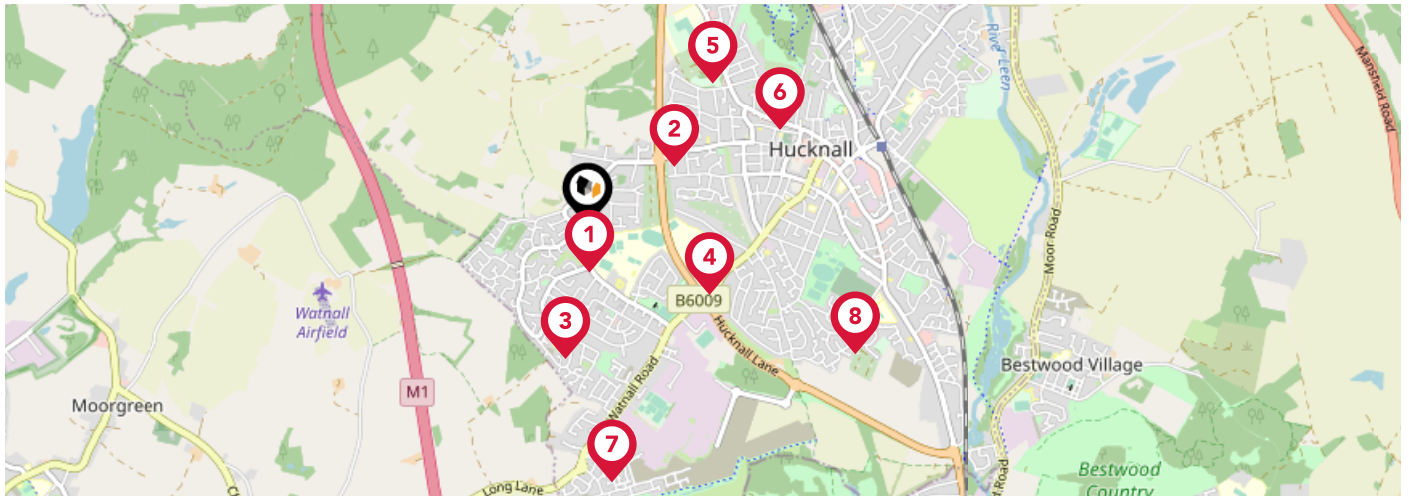 5
6
2
Hucknall
River Leen
Mansfield Road
Moor Road
1
4
B6009
Watnall
Airfield
3
8
Hucknall Lane
Bestwood Village
Watnall Road
M1
Moorgreen
7
Long Lane
Bestwood
Country